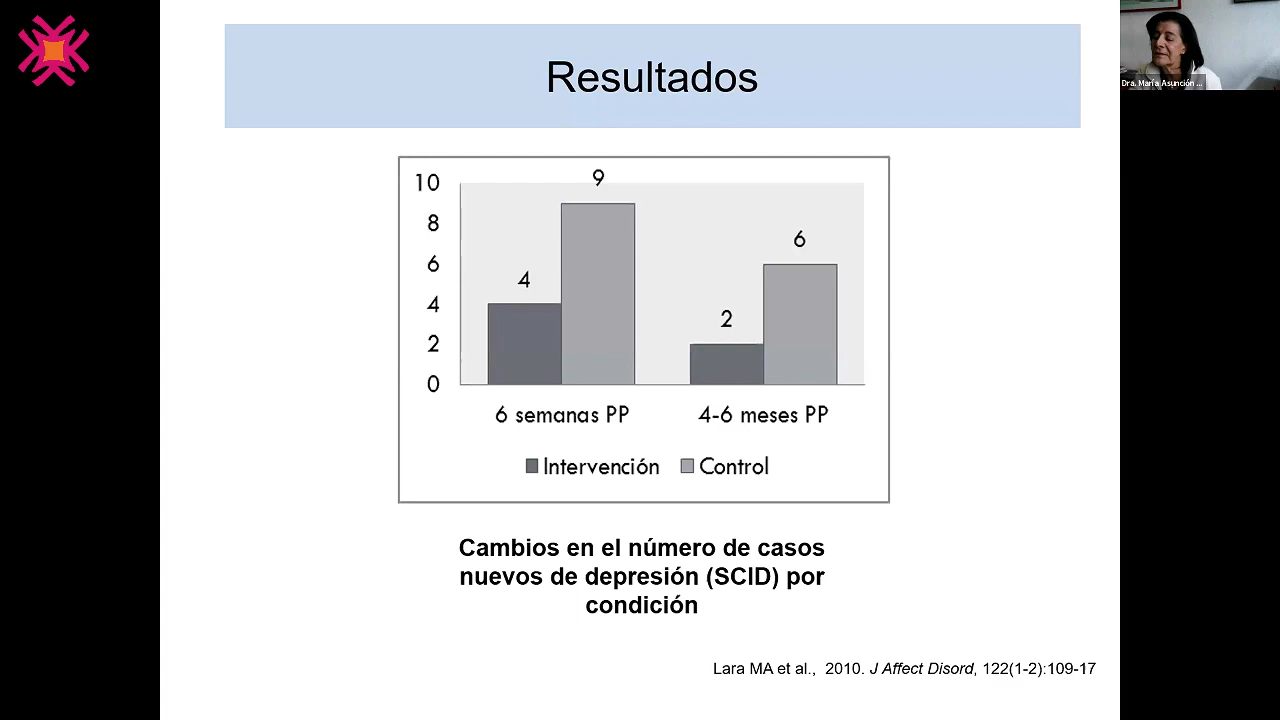 Resultados
Dra. María Asunción ...
10
8
6
4
2
0
4
9
2
6
6 semanas PP
4-6 meses PP
Intervención
Control
Cambios en el número de casos
nuevos de depresión (SCID) por
condición
Lara MA et al., 2010. J Affect Disord, 122(1-2):109-17